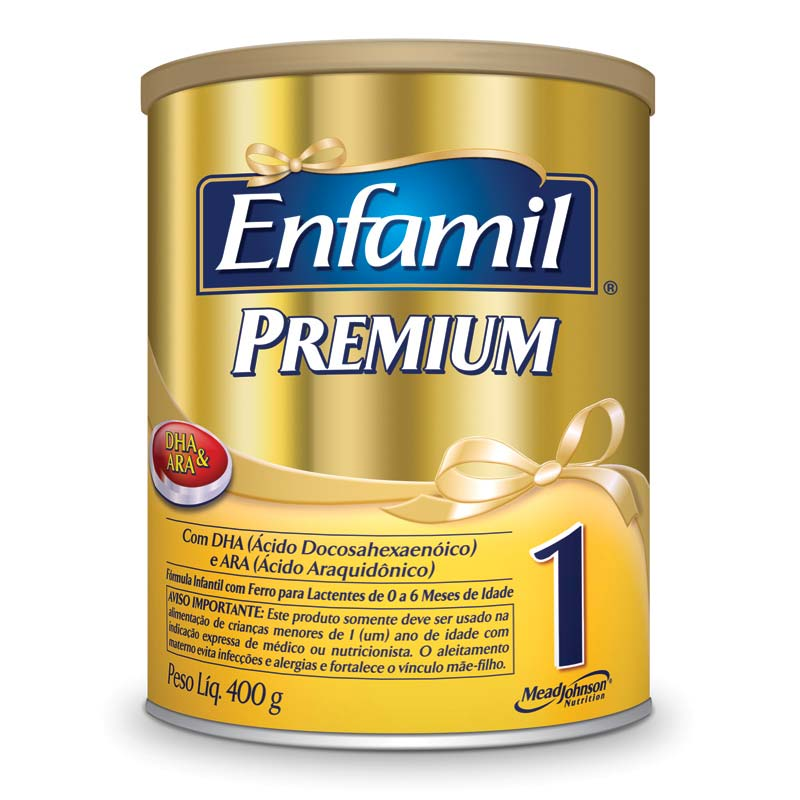 Enfamil
®
PREMIUM
DHA
& ARA
Com DHA (Ácido Docosahexaenóico)
e ARA (Ácido Araquidônico)
Fórmula Infantil com Ferro para Lactentes de 0 a 6 Meses de Idade
AVISO IMPORTANTE: Este produto somente deve ser usado na
alimentação de crianças menores de 1 (um) ano de idade com
indicação expressa de médico ou nutricionista. O aleitamento
materno evita infecções e alergias e fortalece o vínculo mãe-filho.
Peso Líq. 400 g
1
MeadJohnson®
Nutrition